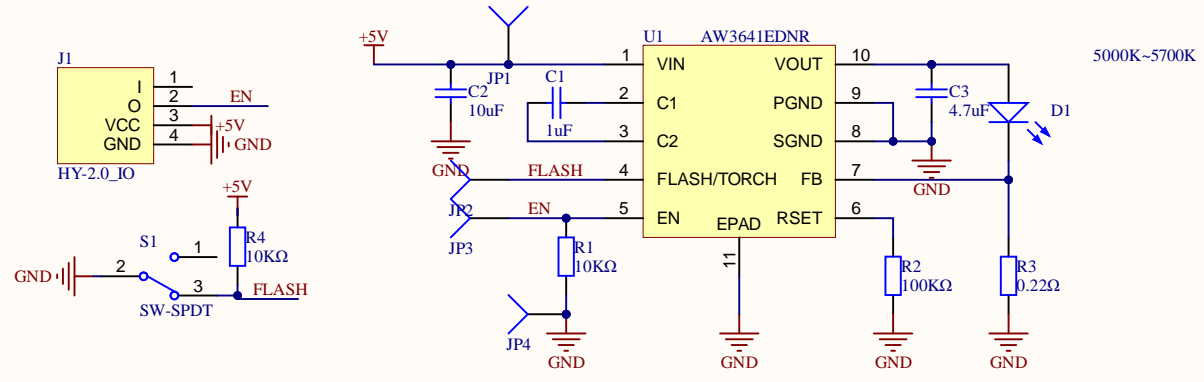 J1
I 1
O 2 EN
VCC 3 +5V
GND 4 GND
HY-2.0_IO
+5V
S1
1
R4
10KΩ
GND 2
3 FLASH
SW-SPDT
+5V
JP1
C2
10uF
GND
C1
1uF
U1 AW3641EDNR
1 VIN VOUT 10
2 C1 PGND 9
3 C2 SGND 8
FLASH 4 FLASH/TORCH FB 7
JP2
EN 5 EN RSET 6
JP3
EPAD
11
R1
10KΩ
JP4
GND
GND
C3
4.7uF
GND
D1
R2
100KΩ
GND
R3
0.22Ω
GND
5000K~5700K